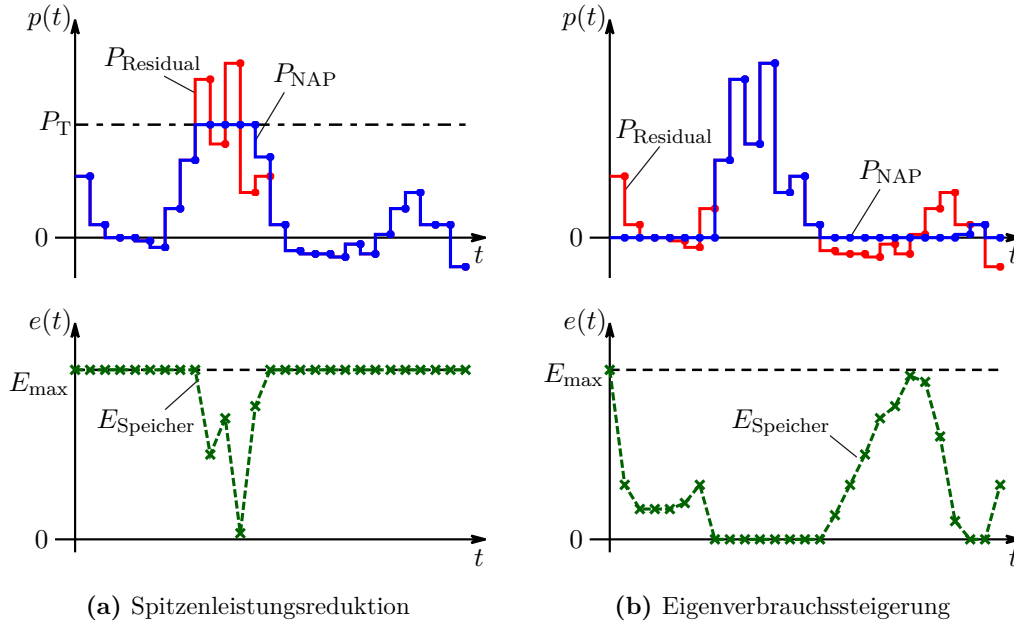 p(t)
P_Residual
P_NAP
P_T
0
t
e(t)
E_max
E_Speicher
0
t
(a) Spitzenleistungsreduktion
p(t)
P_Residual
P_NAP
0
t
e(t)
E_max
E_Speicher
0
t
(b) Eigenverbrauchssteigerung